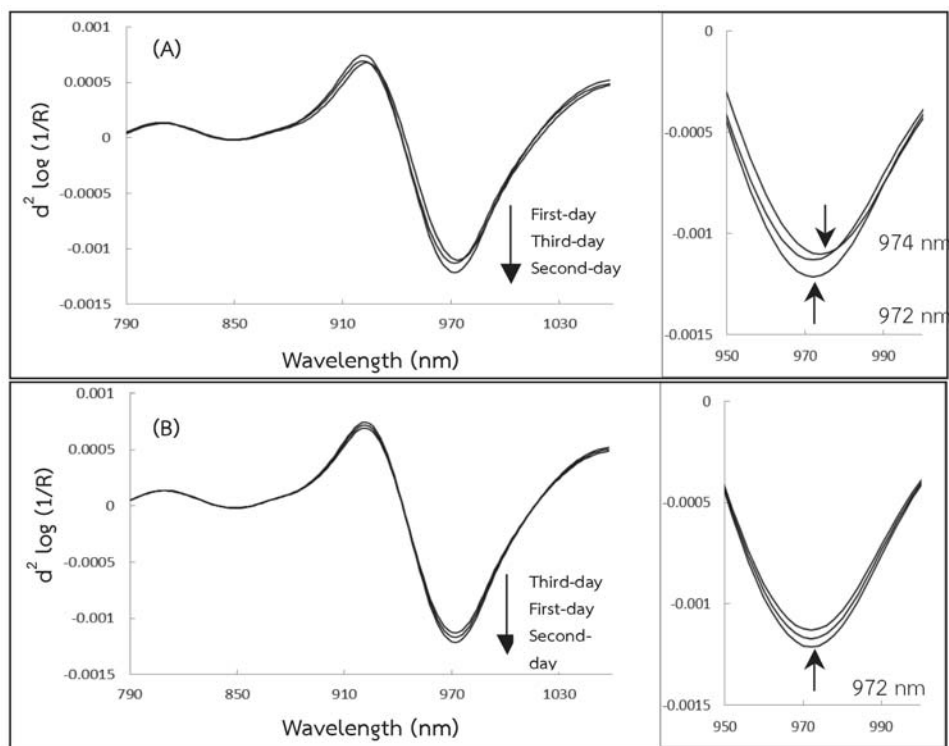 (A)
d² log (1/R)
0.001
0.0005
0
-0.0005
-0.001
-0.0015
790
850
910
970
1030
Wavelength (nm)
First-day
Third-day
Second-day
0
-0.0005
-0.001
-0.0015
950
970
990
974 nm
972 nm
(B)
d² log (1/R)
0.001
0.0005
0
-0.0005
-0.001
-0.0015
790
850
910
970
1030
Wavelength (nm)
Third-day
First-day
Second-
day
0
-0.0005
-0.001
-0.0015
950
970
990
972 nm